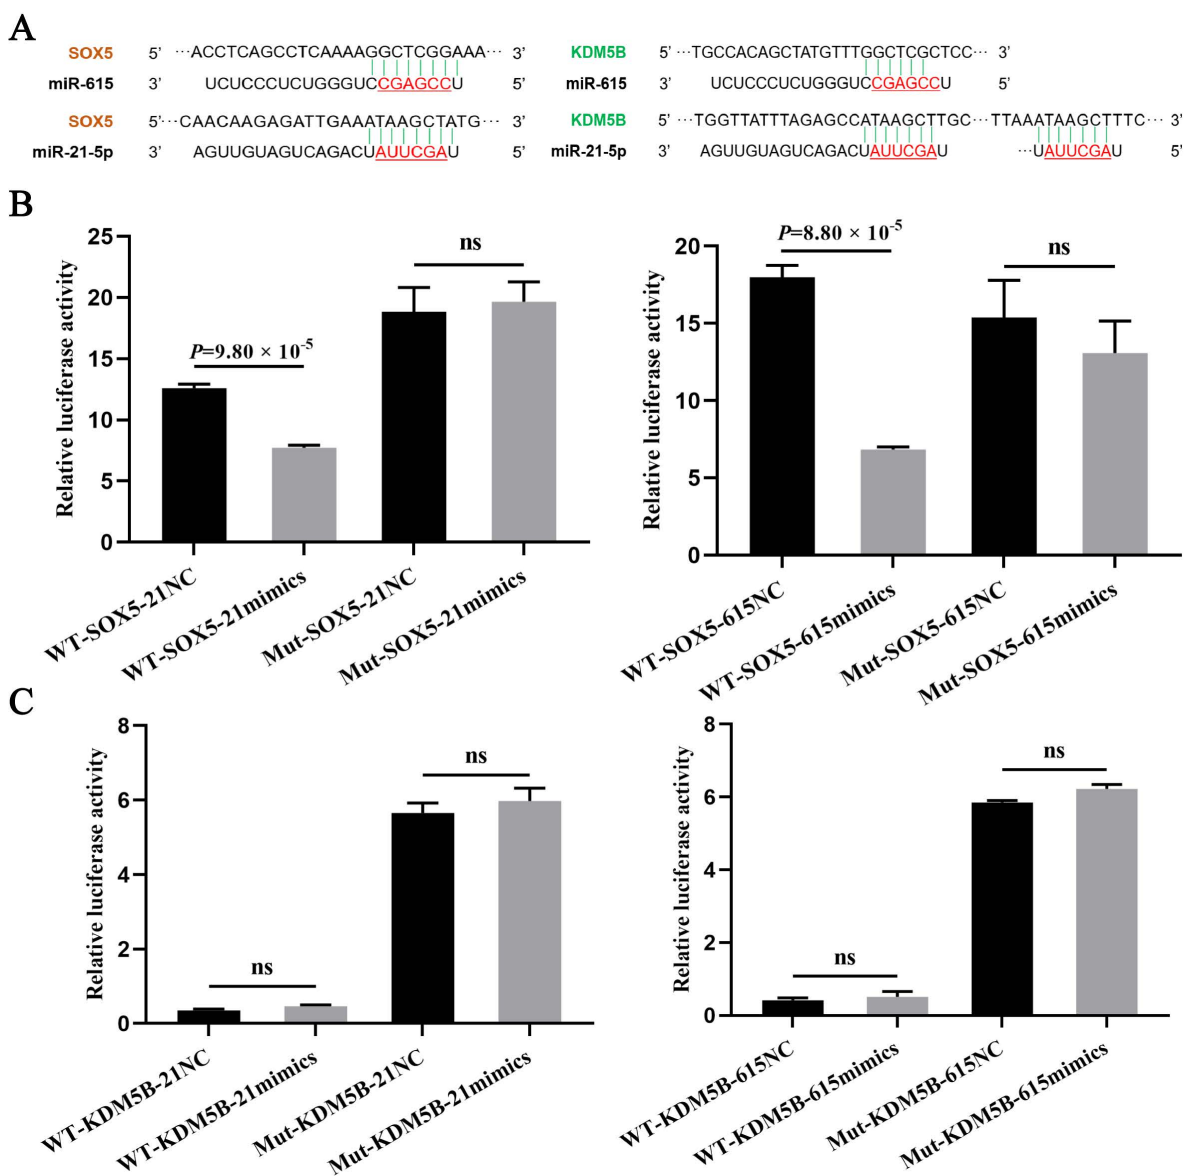 A
SOX5 5' ···ACCTCAGCCTCAAAAGGCTCGGAAA··· 3'
miR-615 3' UCUCCCUCUGGGUCCGAGCCU 5'
SOX5 5' ···CAACAAGAGATTGAAATAAGCTATG··· 3'
miR-21-5p 3' AGUUGUAGUCAGACUAUUCGAU 5'
KDM5B 5' ···TGCCACAGCTATGTTTGGCTCGCTCC··· 3'
miR-615 3' UCUCCCUCUGGGUCCGAGCCU 5'
KDM5B 5' ···TGGTTATTTAGAGCCATAAGCTTGC···TTAAATAAGCTTTC··· 3'
miR-21-5p 3' AGUUGUAGUCAGACUAUUCGAU ···UAUUCGAU 5'
B
Relative luciferase activity
25
20
15
10
5
0
P=9.80 × 10-5
ns
WT-SOX5-21NC
WT-SOX5-21mimics
Mut-SOX5-21NC
Mut-SOX5-21mimics
Relative luciferase activity
20
15
10
5
0
P=8.80 × 10-5
ns
WT-SOX5-615NC
WT-SOX5-615mimics
Mut-SOX5-615NC
Mut-SOX5-615mimics
C
Relative luciferase activity
8
6
4
2
0
ns
ns
WT-KDM5B-21NC
WT-KDM5B-21mimics
Mut-KDM5B-21NC
Mut-KDM5B-21mimics
Relative luciferase activity
8
6
4
2
0
ns
ns
WT-KDM5B-615NC
WT-KDM5B-615mimics
Mut-KDM5B-615NC
Mut-KDM5B-615mimics